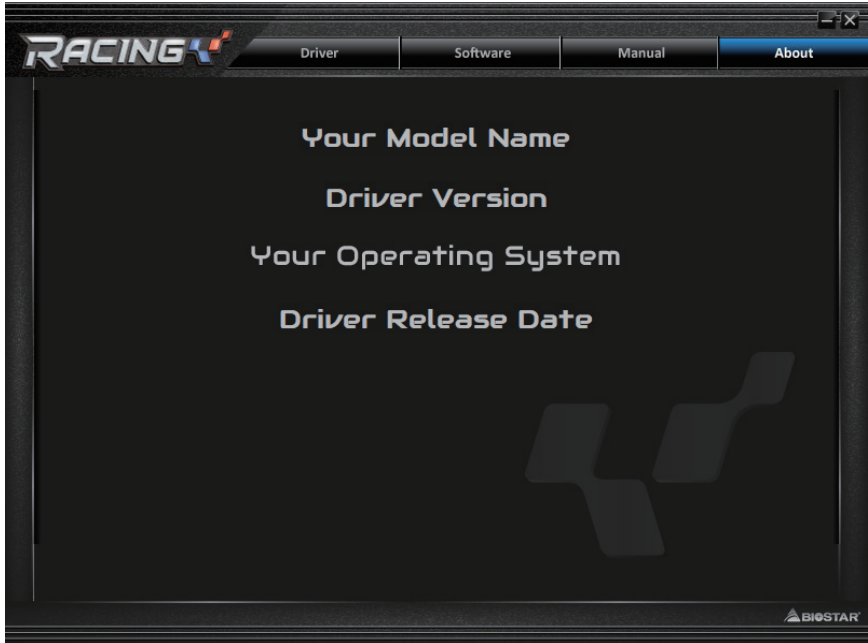 RACING
Driver Software Manual About
Your Model Name
Driver Version
Your Operating System
Driver Release Date
BIOSTAR